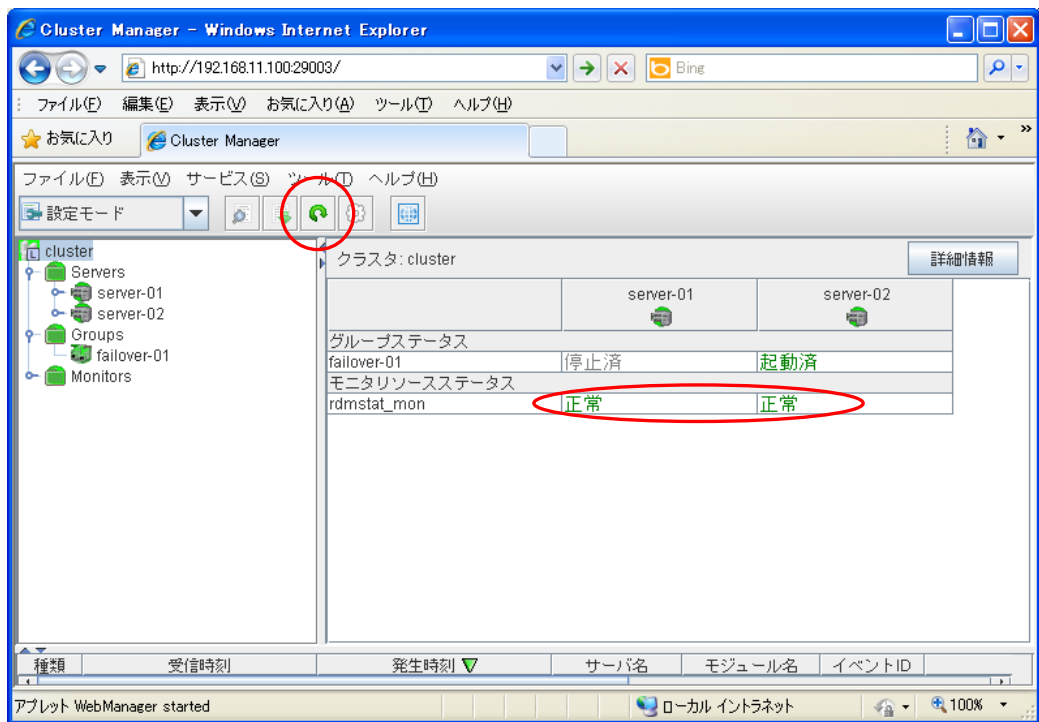 Cluster Manager - Windows Internet Explorer
http://192.168.11.100:29003/
Bing
ファイル(F) 編集(E) 表示(V) お気に入り(A) ツール(T) ヘルプ(H)
お気に入り Cluster Manager
ファイル(F) 表示(V) サービス(S) ツール(T) ヘルプ(H)
設定モード
cluster
Servers
server-01
server-02
Groups
failover-01
Monitors
クラスタ: cluster 詳細情報
server-01 server-02
グループステータス
failover-01 停止済 起動済
モニタリソースステータス
rdmstat_mon 正常 正常
種類 受信時刻 発生時刻 サーバ名 モジュール名 イベントID
アプレット WebManager started ローカル イントラネット 100%